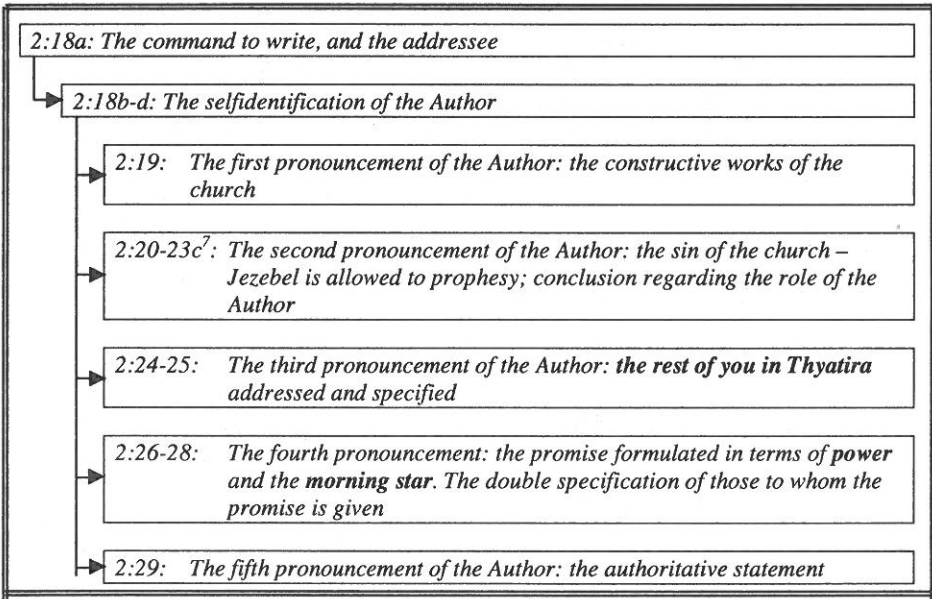 2:18a: The command to write, and the addressee
2:18b-d: The selfidentification of the Author
2:19: The first pronouncement of the Author: the constructive works of the
church
2:20-23c7: The second pronouncement of the Author: the sin of the church –
Jezebel is allowed to prophesy; conclusion regarding the role of the
Author
2:24-25: The third pronouncement of the Author: the rest of you in Thyatira
addressed and specified
2:26-28: The fourth pronouncement: the promise formulated in terms of power
and the morning star. The double specification of those to whom the
promise is given
2:29: The fifth pronouncement of the Author: the authoritative statement